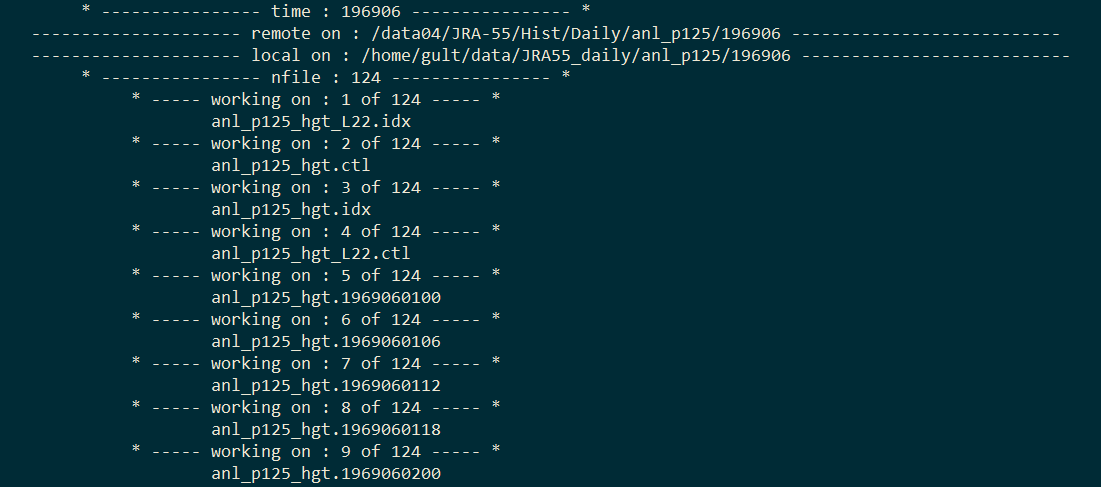 * ---------------- time : 196906 ---------------- *
--------------------- remote on : /data04/JRA-55/Hist/Daily/anl_p125/196906 ---------------------------
--------------------- local on : /home/gult/data/JRA55_daily/anl_p125/196906 ---------------------------
* ---------------- nfile : 124 ---------------- *
* ----- working on : 1 of 124 ----- *
anl_p125_hgt_L22.idx
* ----- working on : 2 of 124 ----- *
anl_p125_hgt.ctl
* ----- working on : 3 of 124 ----- *
anl_p125_hgt.idx
* ----- working on : 4 of 124 ----- *
anl_p125_hgt_L22.ctl
* ----- working on : 5 of 124 ----- *
anl_p125_hgt.1969060100
* ----- working on : 6 of 124 ----- *
anl_p125_hgt.1969060106
* ----- working on : 7 of 124 ----- *
anl_p125_hgt.1969060112
* ----- working on : 8 of 124 ----- *
anl_p125_hgt.1969060118
* ----- working on : 9 of 124 ----- *
anl_p125_hgt.1969060200